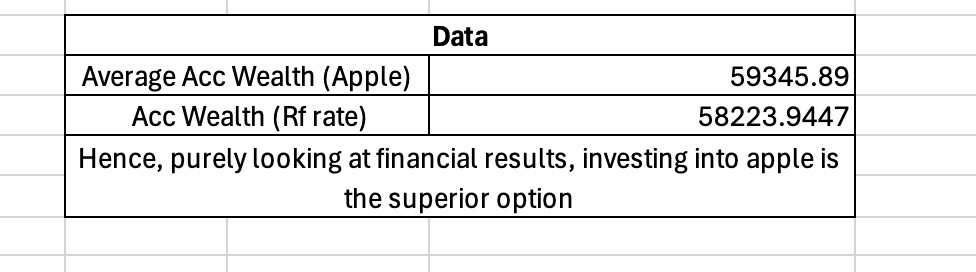 Data
Average Acc Wealth (Apple) 59345.89
Acc Wealth (Rf rate) 58223.9447
Hence, purely looking at financial results, investing into apple is
the superior option